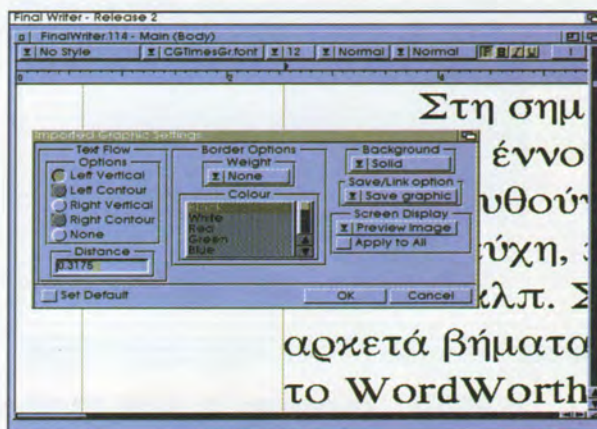 Final Writer - Release 2
FinalWriter.114 - Main (Body)
No Style CGTimesGr.font 12 Normal Normal F B I U
0 2 4
Στη σημ
Imported Graphic Settings
Text Flow Border Options Background
Options Weight Solid
Left Vertical None Save/Link option
Left Contour Colour Save graphic
Right Vertical White Screen Display
Right Contour Red Preview Image
None Green Apply to All
Distance Blue
0.3175
Set Default OK Cancel
έννο
υθού
ύχη,
κλπ. Σ
αρκετά βήματα
το WordWorth